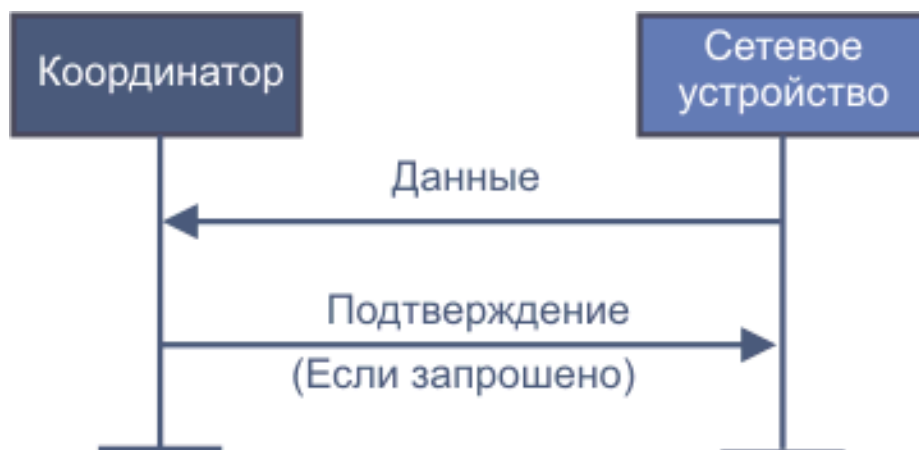 Координатор
Сетевое
устройство
Данные
Подтверждение
(Если запрошено)